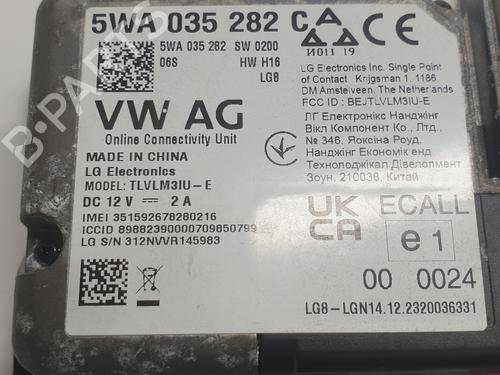 5WA 035 282 C
CE
5WA 035 282 SW 0200
06S HW H16
LG8
VW AG
Online Connectivity Unit
MADE IN CHINA
LG Electronics
MODEL: TLVLM3IU-E
DC 12 V 2 A
IMEI 351592678280216
ICCID 89882390000709850799
LG S/N 312NVVR145983
И011 19
LG Electronics Inc. Single Point
of Contact Krijgsman 1, 1186
DM Amstelveen, The Netherlands
FCC ID : BEJTLVLM3IU-E
ЛГ Електронікс Нанджінг
Вікл Компонент Ко., Лтд.,
№ 346, Яоксіна Роуд,
Нанджінг Економік енд
Технолоджікал Дівелопмент
Зоун, 210038, Китай
UK
CA
ECALL
e1
00 0024
LG8-LGN14.12.2320036331
B-PARTS